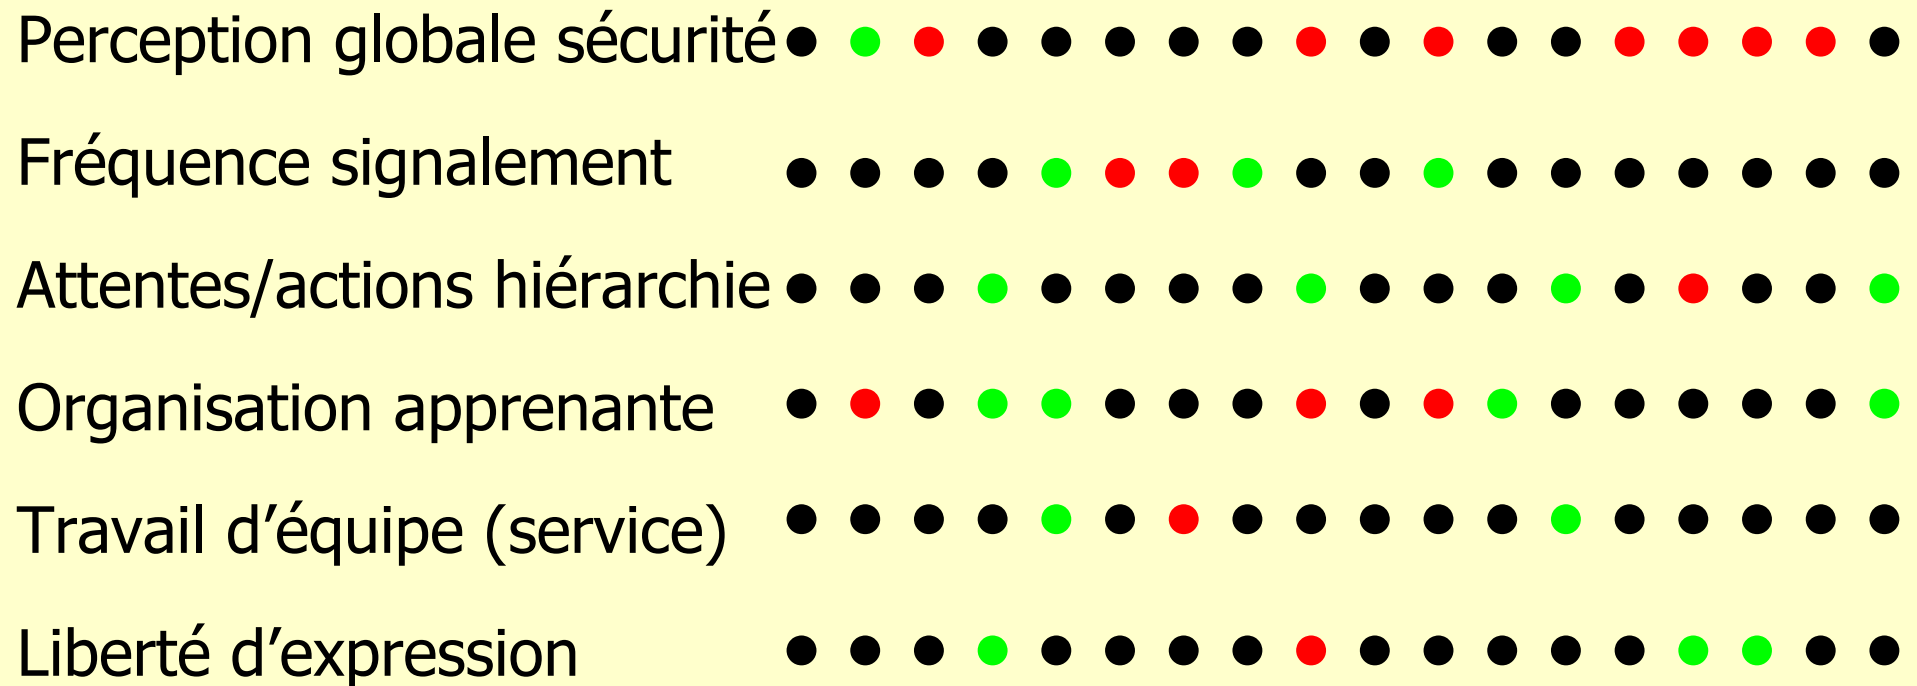 Perception globale sécurité
Fréquence signalement
Attentes/actions hiérarchie
Organisation apprenante
Travail d’équipe (service)
Liberté d’expression